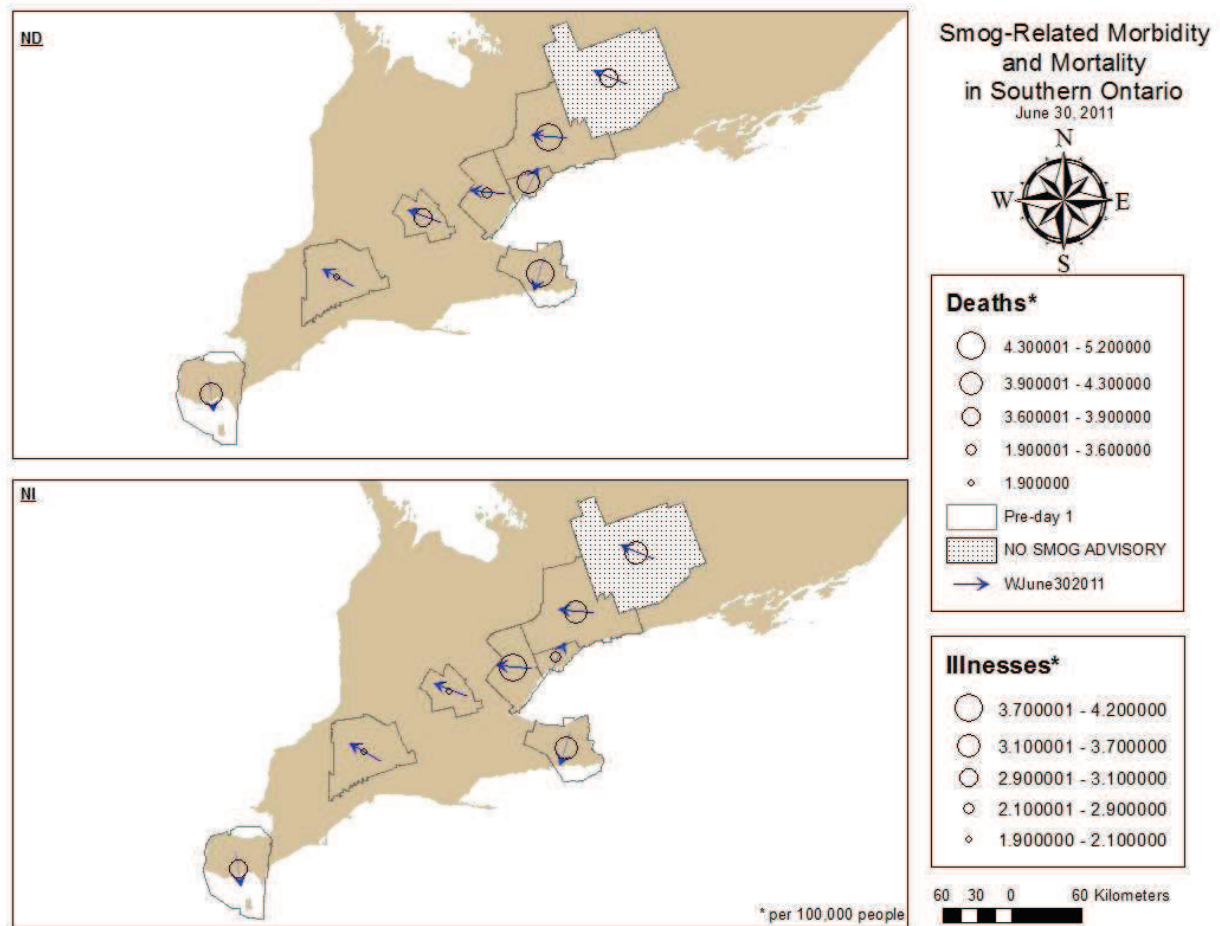 ND
NI
* per 100,000 people
Smog-Related Morbidity
and Mortality
in Southern Ontario
June 30, 2011
N
W E
S
Deaths*
4.300001 - 5.200000
3.900001 - 4.300000
3.600001 - 3.900000
1.900001 - 3.600000
1.900000
Pre-day 1
NO SMOG ADVISORY
WJune302011
Illnesses*
3.700001 - 4.200000
3.100001 - 3.700000
2.900001 - 3.100000
2.100001 - 2.900000
1.900000 - 2.100000
60 30 0 60 Kilometers